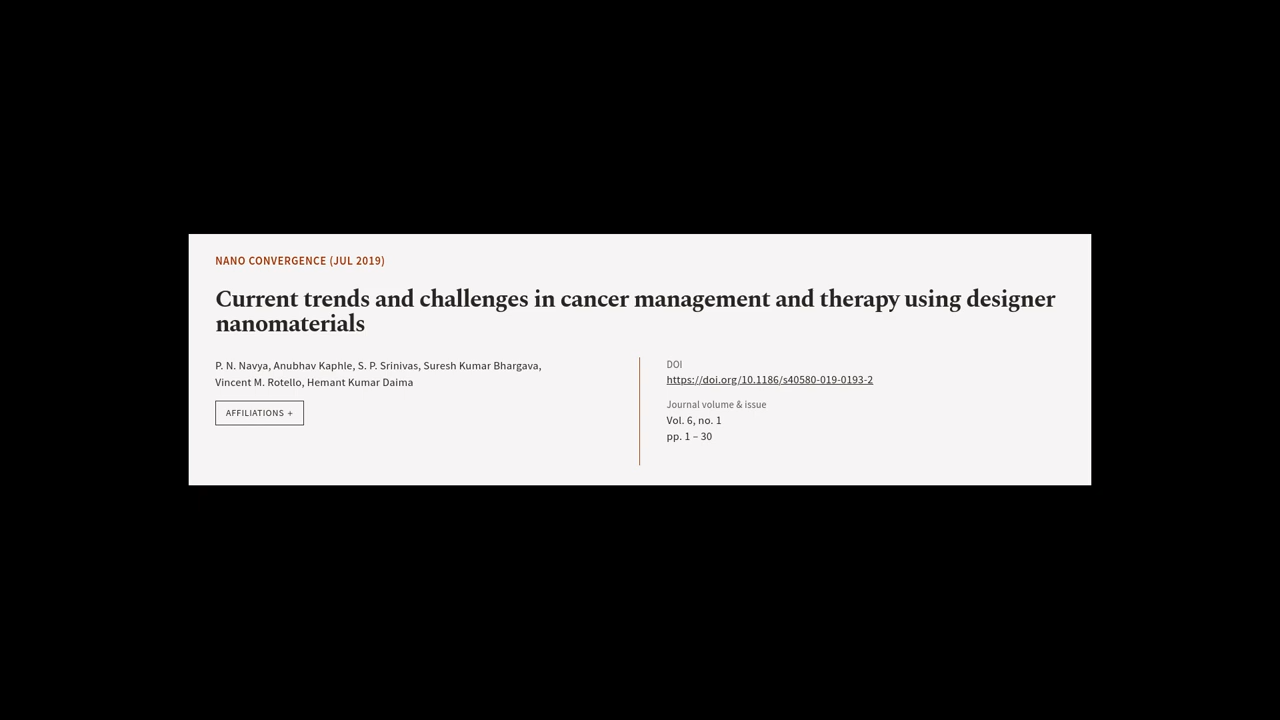 NANO CONVERGENCE (JUL 2019)
Current trends and challenges in cancer management and therapy using designer
nanomaterials
P. N. Navya, Anubhav Kaphle, S. P. Srinivas, Suresh Kumar Bhargava,
Vincent M. Rotello, Hemant Kumar Daima
AFFILIATIONS +
DOI
https://doi.org/10.1186/s40580-019-0193-2
Journal volume & issue
Vol. 6, no. 1
pp. 1 – 30